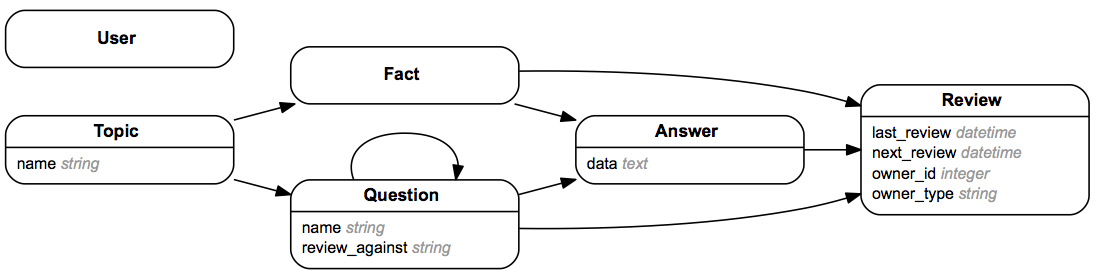 User
Topic
name string
Fact
Question
name string
review_against string
Answer
data text
Review
last_review datetime
next_review datetime
owner_id integer
owner_type string